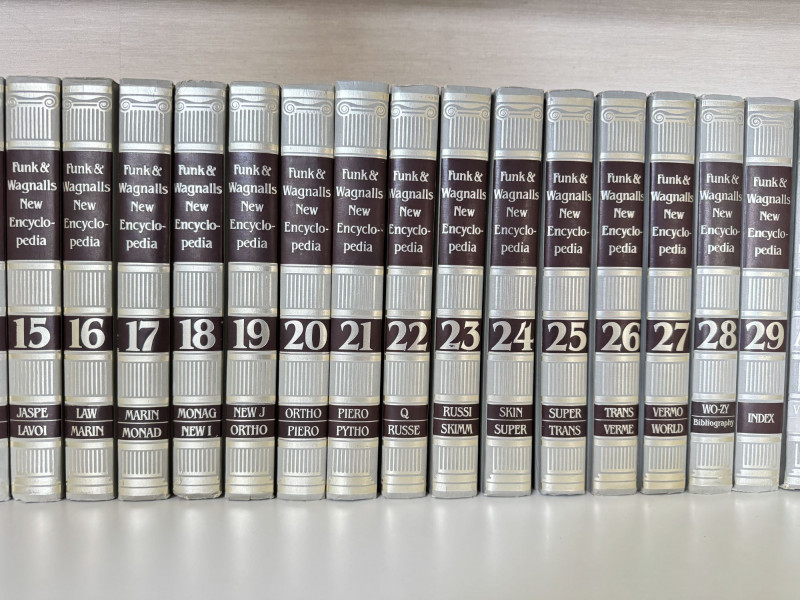 Funk &
Wagnalls
New
Encyclo-
pedia
15
JASPE
LAVOI
Funk &
Wagnalls
New
Encyclo-
pedia
16
LAW
MARIN
Funk &
Wagnalls
New
Encyclo-
pedia
17
MARIN
MONAD
Funk &
Wagnalls
New
Encyclo-
pedia
18
MONAG
NEW I
Funk &
Wagnalls
New
Encyclo-
pedia
19
NEW J
ORTHO
Funk &
Wagnalls
New
Encyclo-
pedia
20
ORTHO
PIERO
Funk &
Wagnalls
New
Encyclo-
pedia
21
PIERO
PYTHO
Funk &
Wagnalls
New
Encyclo-
pedia
22
Q
RUSSE
Funk &
Wagnalls
New
Encyclo-
pedia
23
RUSSI
SKIMM
Funk &
Wagnalls
New
Encyclo-
pedia
24
SKIN
SUPER
Funk &
Wagnalls
New
Encyclo-
pedia
25
SUPER
TRANS
Funk &
Wagnalls
New
Encyclo-
pedia
26
TRANS
VERME
Funk &
Wagnalls
New
Encyclo-
pedia
27
VERMO
WORLD
Funk &
Wagnalls
New
Encyclo-
pedia
28
WO-ZY
Bibliography
Funk &
Wagnalls
New
Encyclo-
pedia
29
INDEX